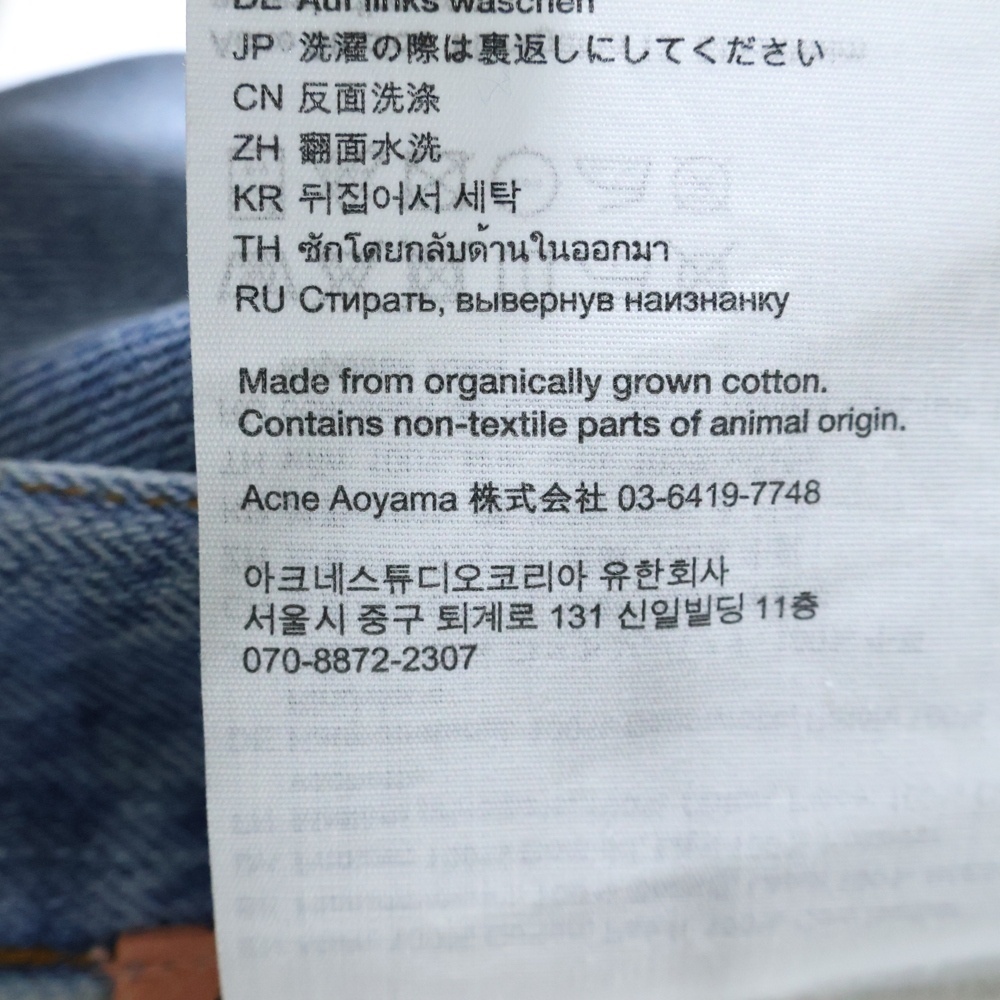 DE Auf links waschen
JP 洗濯の際は裏返しにしてください
CN 反面洗涤
ZH 翻面水洗
KR 뒤집어서 세탁
TH ซักโดยกลับด้านในออกมา
RU Стирать, вывернув наизнанку
Made from organically grown cotton.
Contains non-textile parts of animal origin.
Acne Aoyama 株式会社 03-6419-7748
아크네스튜디오코리아 유한회사
서울시 중구 퇴계로 131 신일빌딩 11층
070-8872-2307